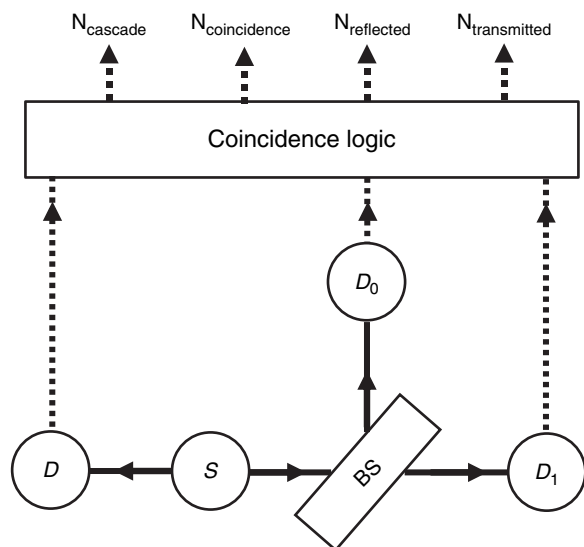 N_cascade N_coincidence N_reflected N_transmitted
Coincidence logic
D_0
D S BS D_1